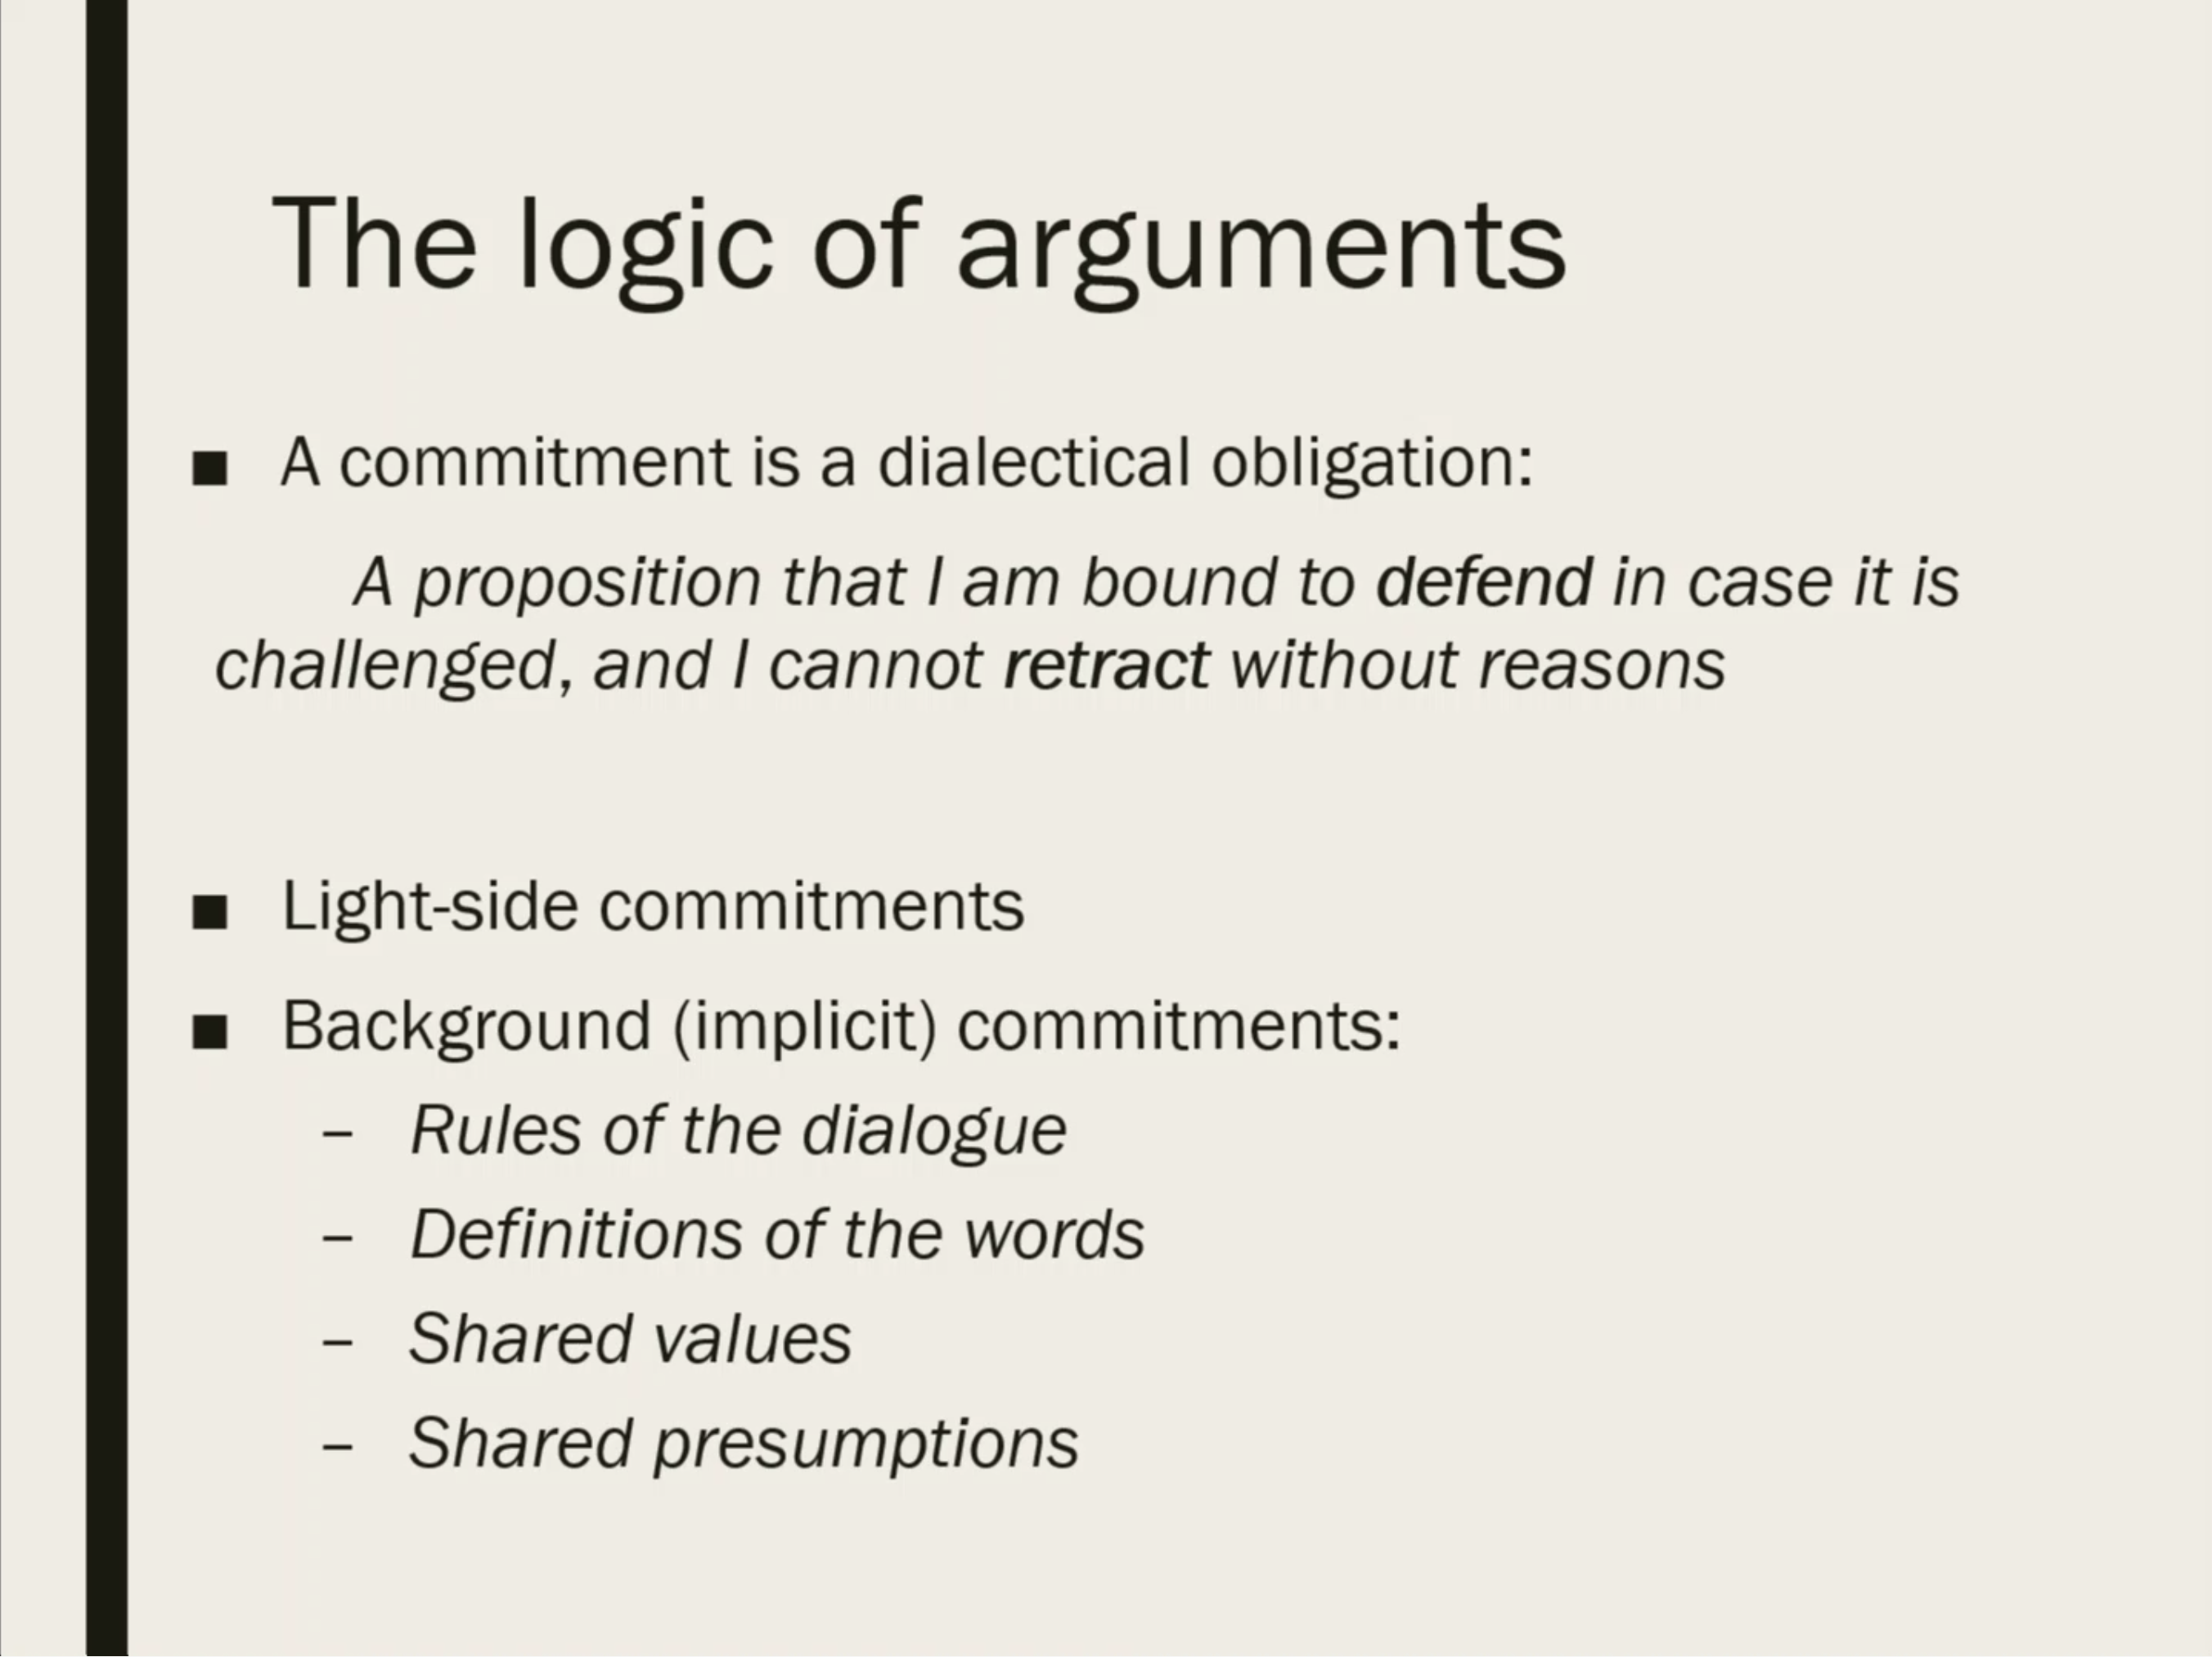 The logic of arguments
■ A commitment is a dialectical obligation:
A proposition that I am bound to defend in case it is
challenged, and I cannot retract without reasons
■ Light-side commitments
■ Background (implicit) commitments:
– Rules of the dialogue
– Definitions of the words
– Shared values
– Shared presumptions